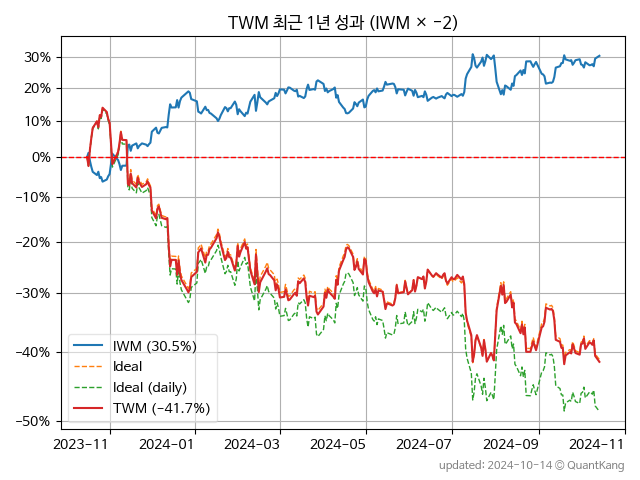 TWM 최근 1년 성과 (IWM × −2)
30%
20%
10%
0%
−10%
−20%
−30%
−40%
−50%
IWM (30.5%)
Ideal
Ideal (daily)
TWM (−41.7%)
2023-11 2024-01 2024-03 2024-05 2024-07 2024-09 2024-11
updated: 2024-10-14 © QuantKang